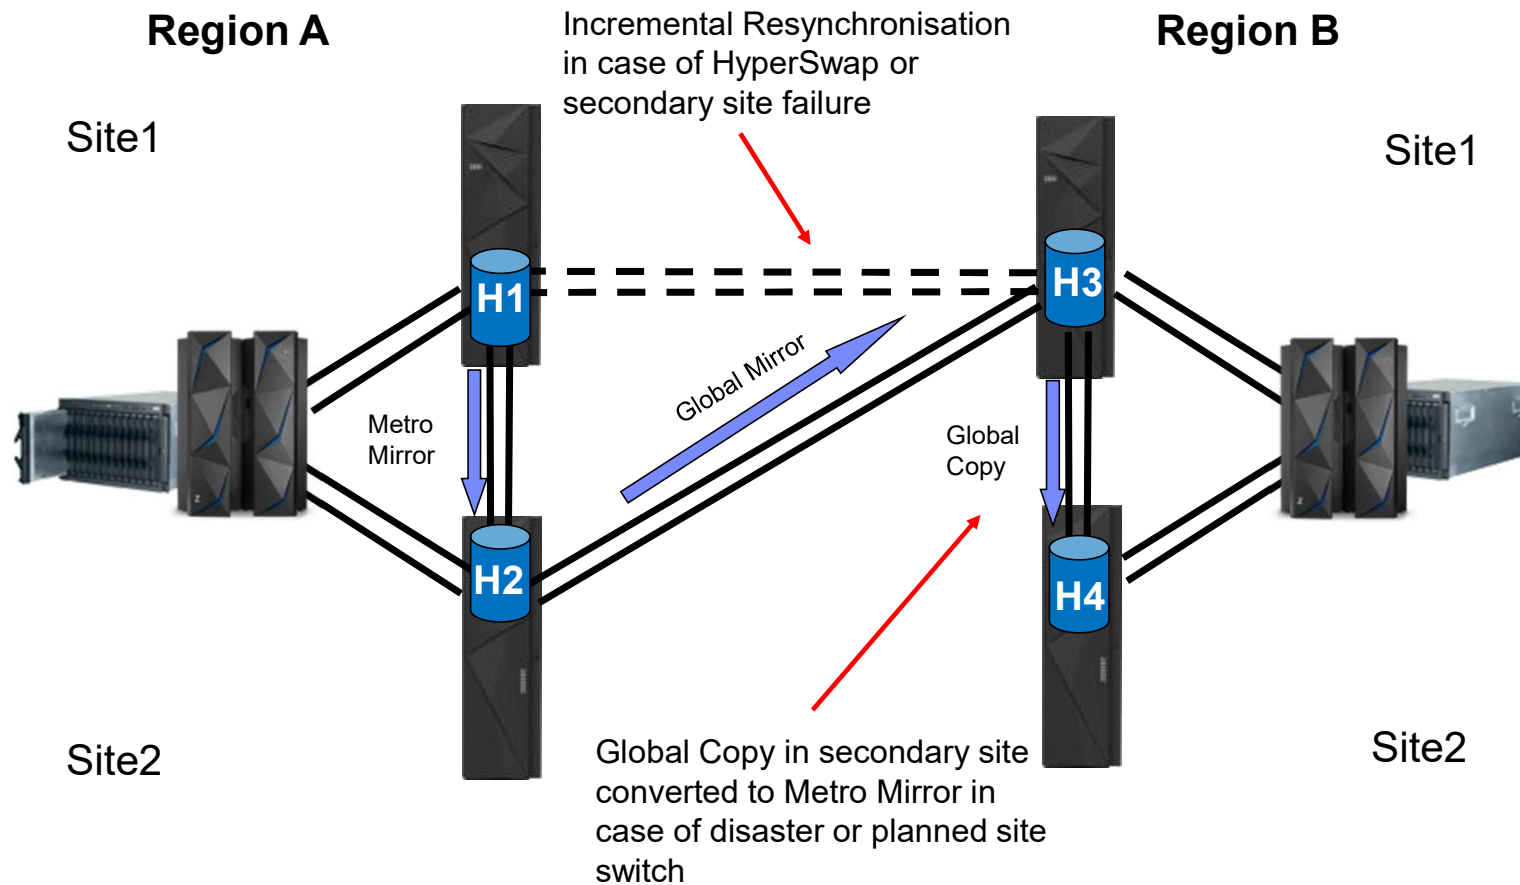 Region A
Incremental Resynchronisation
in case of HyperSwap or
secondary site failure
Region B
Site1
Site1
H1
H3
Global Mirror
Metro
Mirror
Global
Copy
H2
H4
Site2
Site2
Global Copy in secondary site
converted to Metro Mirror in
case of disaster or planned site
switch